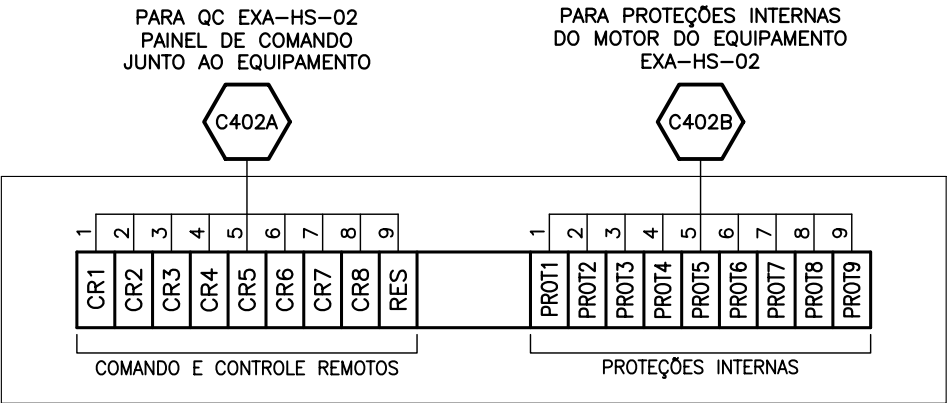 PARA QC EXA-HS-02
PAINEL DE COMANDO
JUNTO AO EQUIPAMENTO
C402A
PARA PROTEÇÕES INTERNAS
DO MOTOR DO EQUIPAMENTO
EXA-HS-02
C402B
1 2 3 4 5 6 7 8 9
CR1 CR2 CR3 CR4 CR5 CR6 CR7 CR8 RES
COMANDO E CONTROLE REMOTOS
1 2 3 4 5 6 7 8 9
PROT1 PROT2 PROT3 PROT4 PROT5 PROT6 PROT7 PROT8 PROT9
PROTEÇÕES INTERNAS